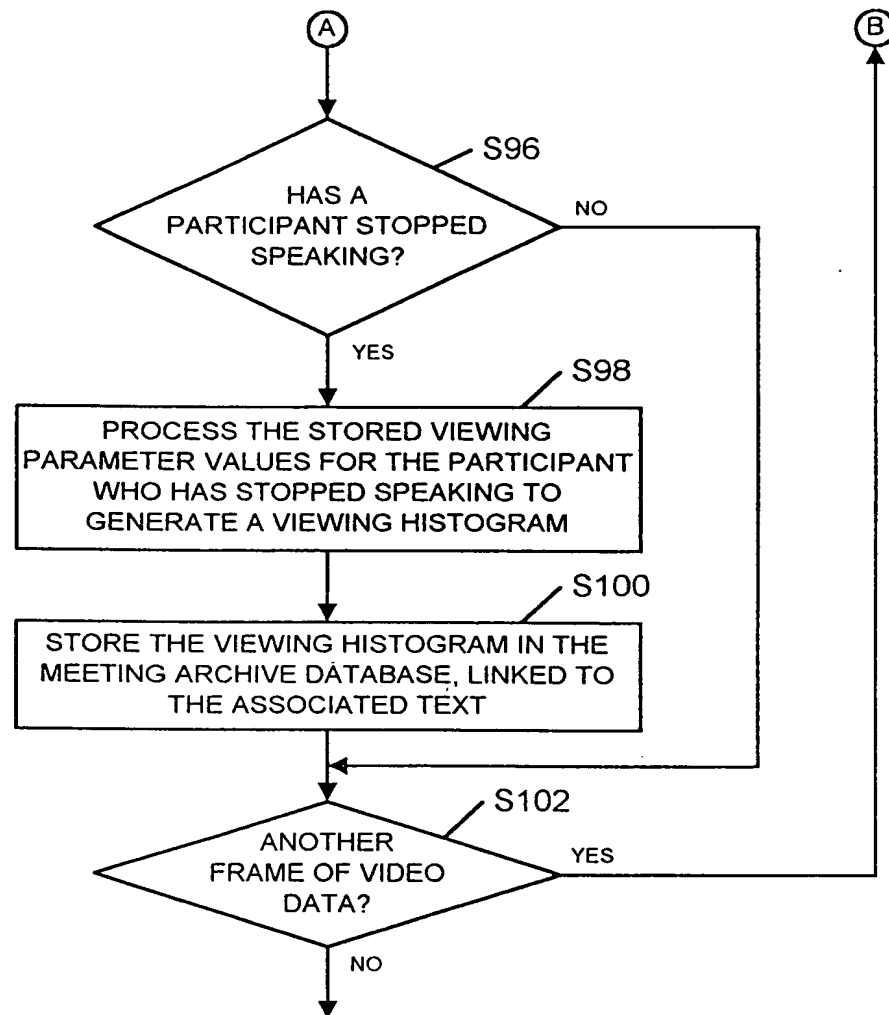 A
B
S96
HAS A
PARTICIPANT STOPPED
SPEAKING?
NO
YES
S98
PROCESS THE STORED VIEWING
PARAMETER VALUES FOR THE PARTICIPANT
WHO HAS STOPPED SPEAKING TO
GENERATE A VIEWING HISTOGRAM
S100
STORE THE VIEWING HISTOGRAM IN THE
MEETING ARCHIVE DATABASE, LINKED TO
THE ASSOCIATED TEXT
S102
ANOTHER
FRAME OF VIDEO
DATA?
YES
NO